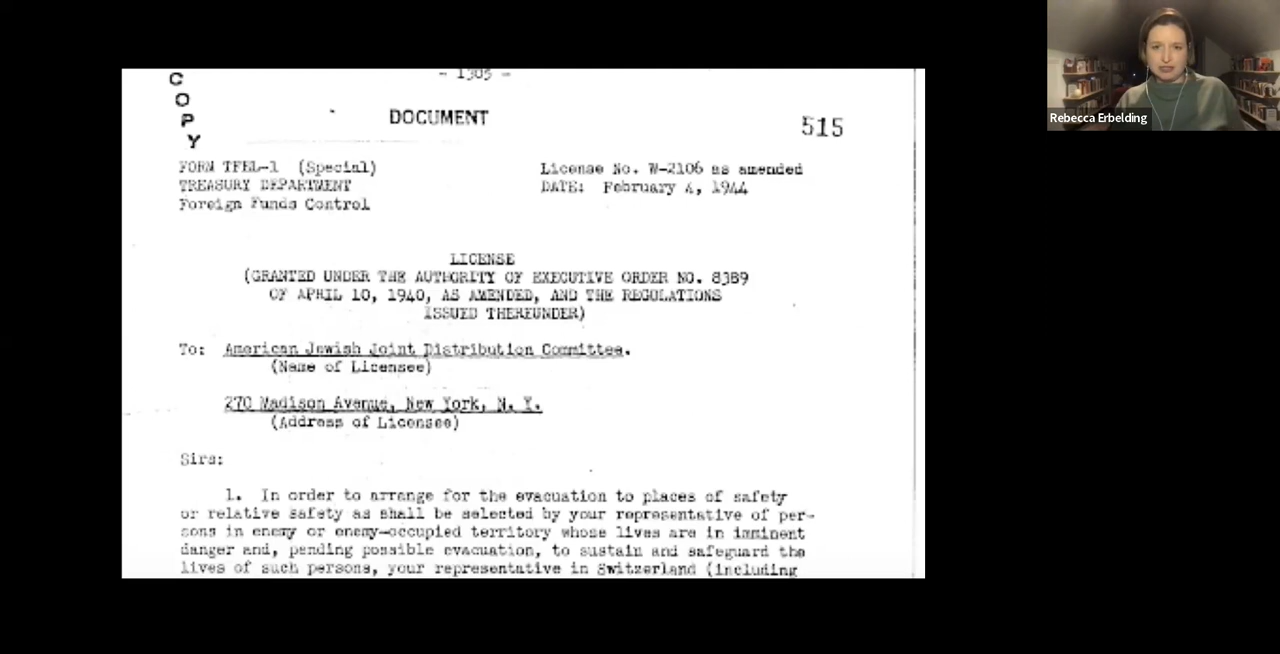 - 1305 -
C
O
P
Y
DOCUMENT
515
FORM TFEL-1 (Special)
TREASURY DEPARTMENT
Foreign Funds Control
License No. W-2106 as amended
DATE: February 4, 1944
LICENSE
(GRANTED UNDER THE AUTHORITY OF EXECUTIVE ORDER NO. 8389
OF APRIL 10, 1940, AS AMENDED, AND THE REGULATIONS
ISSUED THEREUNDER)
To: American Jewish Joint Distribution Committee.
(Name of Licensee)
270 Madison Avenue, New York, N. Y.
(Address of Licensee)
Sirs:
1. In order to arrange for the evacuation to places of safety
or relative safety as shall be selected by your representative of per-
sons in enemy or enemy-occupied territory whose lives are in imminent
danger and, pending possible evacuation, to sustain and safeguard the
lives of such persons, your representative in Switzerland (including
Rebecca Erbelding